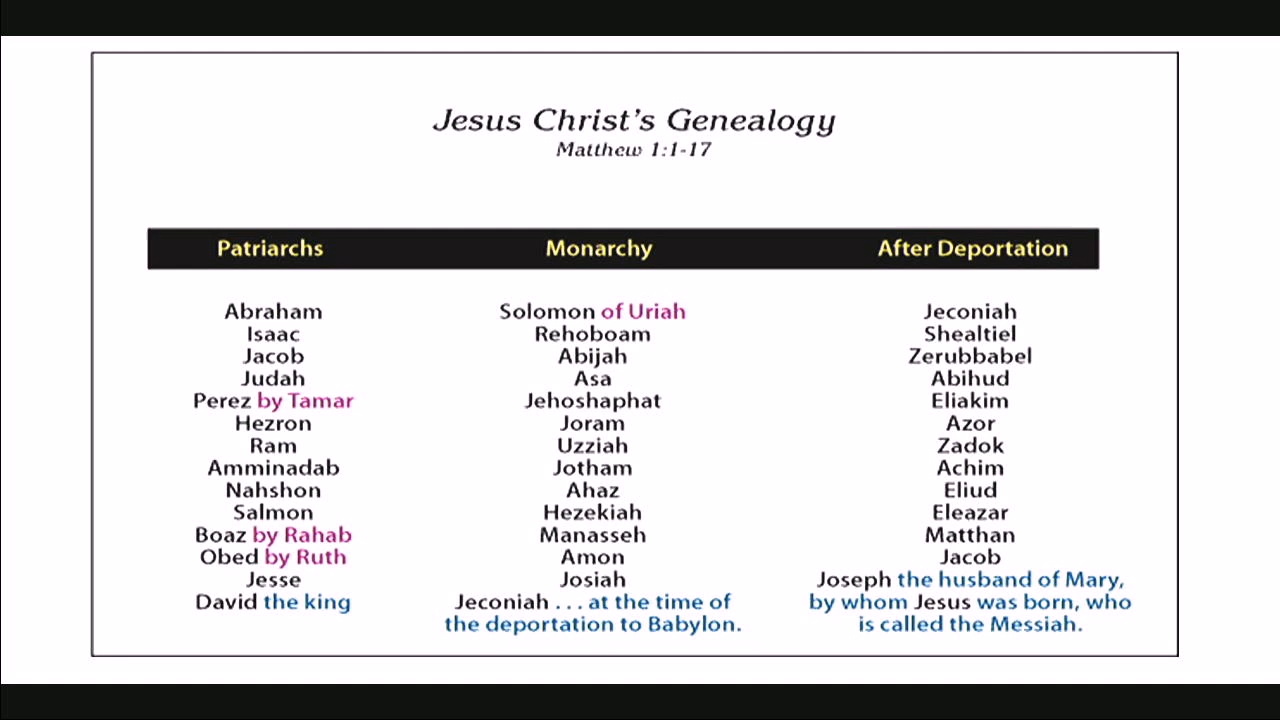 Jesus Christ's Genealogy
Matthew 1:1-17
Patriarchs
Abraham
Isaac
Jacob
Judah
Perez by Tamar
Hezron
Ram
Amminadab
Nahshon
Salmon
Boaz by Rahab
Obed by Ruth
Jesse
David the king
Monarchy
Solomon of Uriah
Rehoboam
Abijah
Asa
Jehoshaphat
Joram
Uzziah
Jotham
Ahaz
Hezekiah
Manasseh
Amon
Josiah
Jeconiah . . . at the time of
the deportation to Babylon.
After Deportation
Jeconiah
Shealtiel
Zerubbabel
Abihud
Eliakim
Azor
Zadok
Achim
Eliud
Eleazar
Matthan
Jacob
Joseph the husband of Mary,
by whom Jesus was born, who
is called the Messiah.